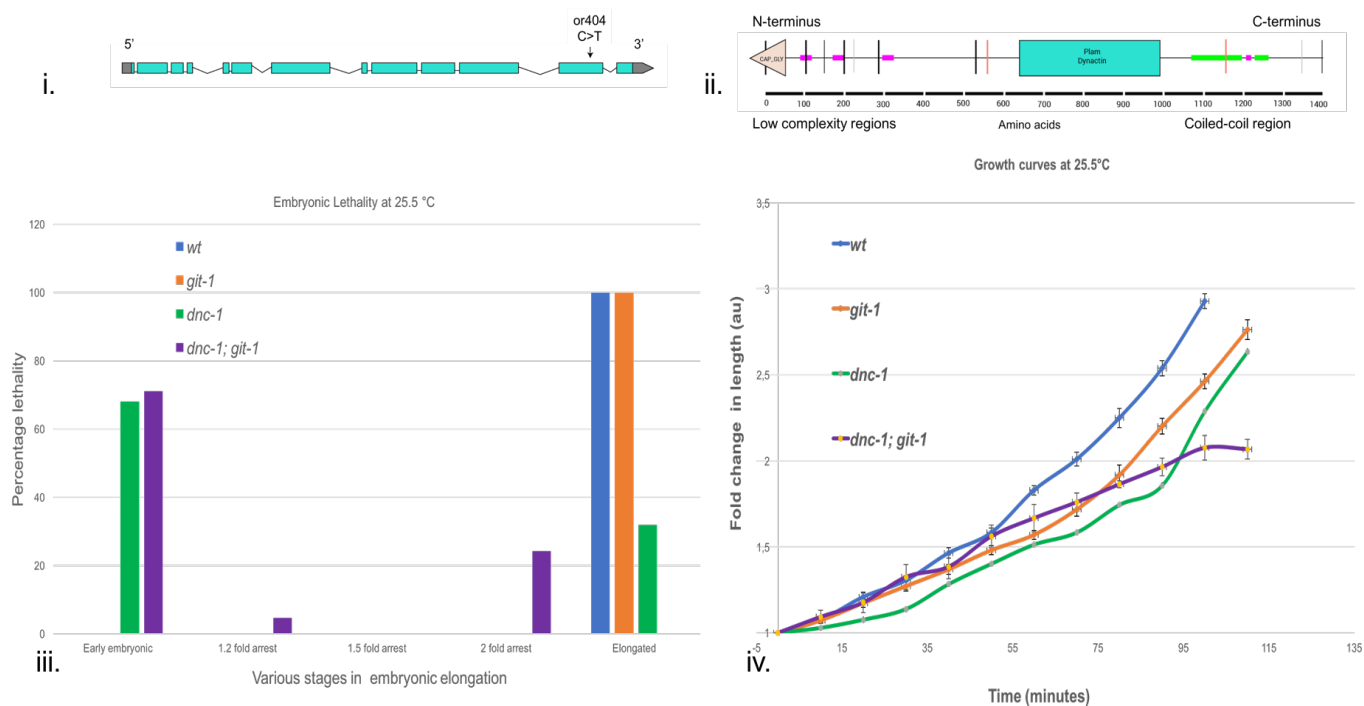 or404
C>T
5’
3’
i.
N-terminus
C-terminus
CAP_GLY
Plam
Dynactin
ii.
0 100 200 300 400 500 600 700 800 900 1000 1100 1200 1300 1400
Low complexity regions
Amino acids
Coiled-coil region
Embryonic Lethality at 25.5 °C
120
100
80
60
40
20
0
Percentage lethality
wt
git-1
dnc-1
dnc-1; git-1
Early embryonic
1.2 fold arrest
1.5 fold arrest
2 fold arrest
Elongated
iii.
Various stages in embryonic elongation
Growth curves at 25.5°C
3,5
3
2,5
2
1,5
1
Fold change in length (au)
wt
git-1
dnc-1
dnc-1; git-1
-5 15 35 55 75 95 115 135
iv.
Time (minutes)